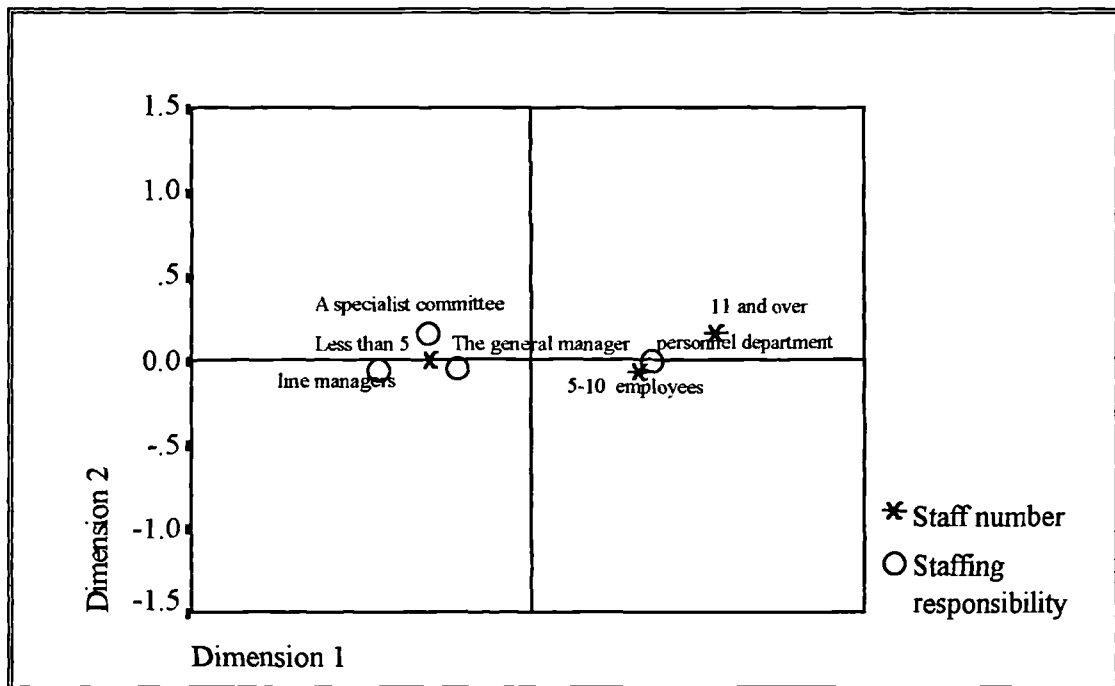 1.5
1.0
.5
0.0
-.5
-1.0
-1.5
Dimension 2
Dimension 1
A specialist committee
11 and over
Less than 5
The general manager
personnel department
line managers
5-10 employees
Staff number
Staffing
responsibility